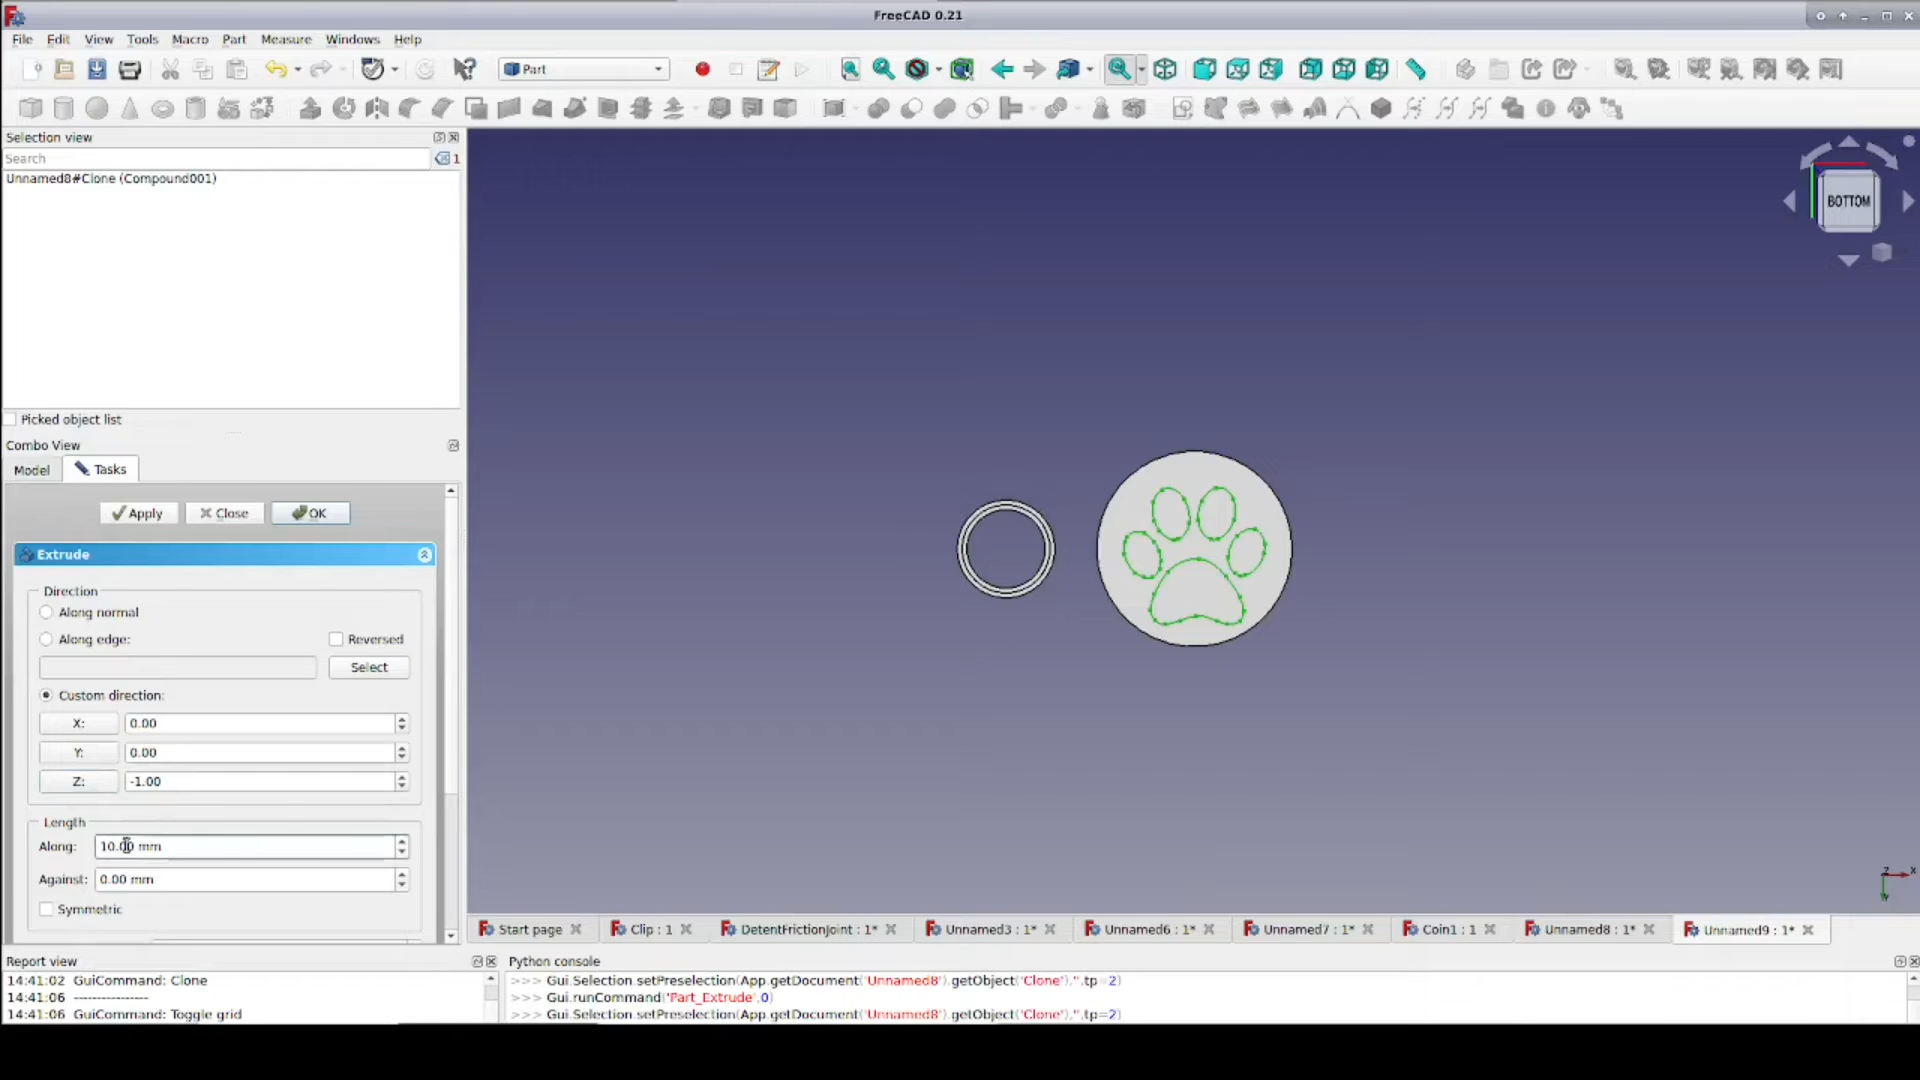 FreeCAD 0.21
File Edit View Tools Macro Part Measure Windows Help
Part
Selection view
Search
1
Unnamed8#Clone (Compound001)
Picked object list
Combo View
Model Tasks
Apply Close OK
Extrude
Direction
Along normal
Along edge: Reversed
Select
Custom direction:
X: 0.00
Y: 0.00
Z: -1.00
Length
Along: 10.00 mm
Against: 0.00 mm
Symmetric
BOTTOM
Z X
Y
Start page Clip : 1 DetentFrictionJoint : 1* Unnamed3 : 1* Unnamed6 : 1* Unnamed7 : 1* Coin1 : 1 Unnamed8 : 1* Unnamed9 : 1*
Report view
14:41:02 GuiCommand: Clone
14:41:06 ----------------
14:41:06 GuiCommand: Toggle grid
Python console
>>> Gui.Selection.setPreselection(App.getDocument('Unnamed8').getObject('Clone'),'',tp=2)
>>> Gui.runCommand('Part_Extrude',0)
>>> Gui.Selection.setPreselection(App.getDocument('Unnamed8').getObject('Clone'),'',tp=2)